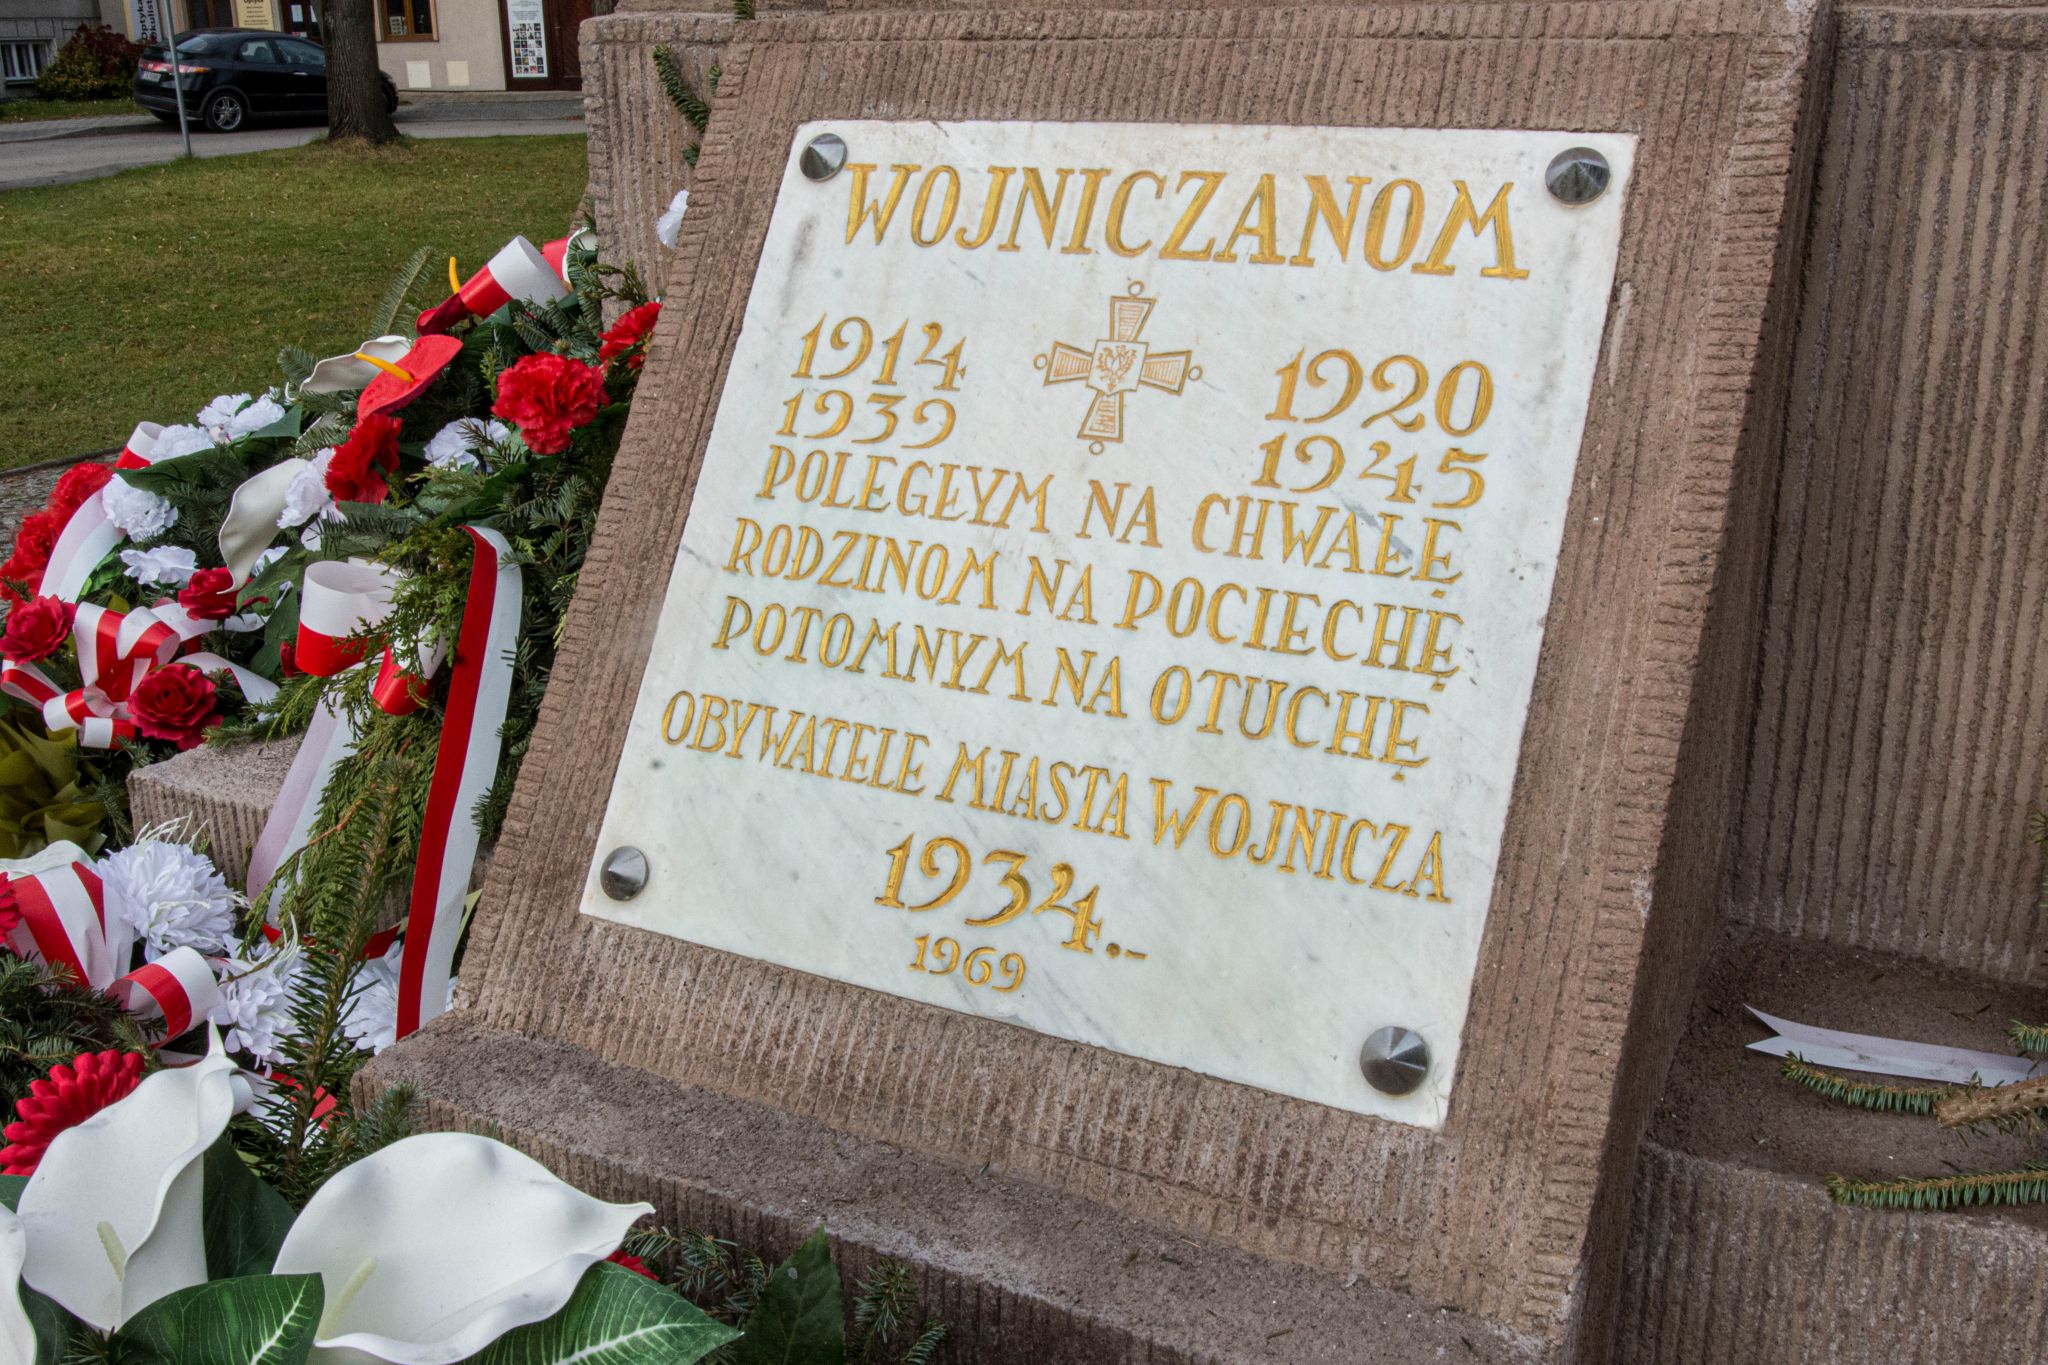 WOJNICZANOM
1914 1920
1939 1945
POLEGŁYM NA CHWAŁĘ
RODZINOM NA POCIECHĘ
POTOMNYM NA OTUCHĘ
OBYWATELE MIASTA WOJNICZA
1934.-
1969